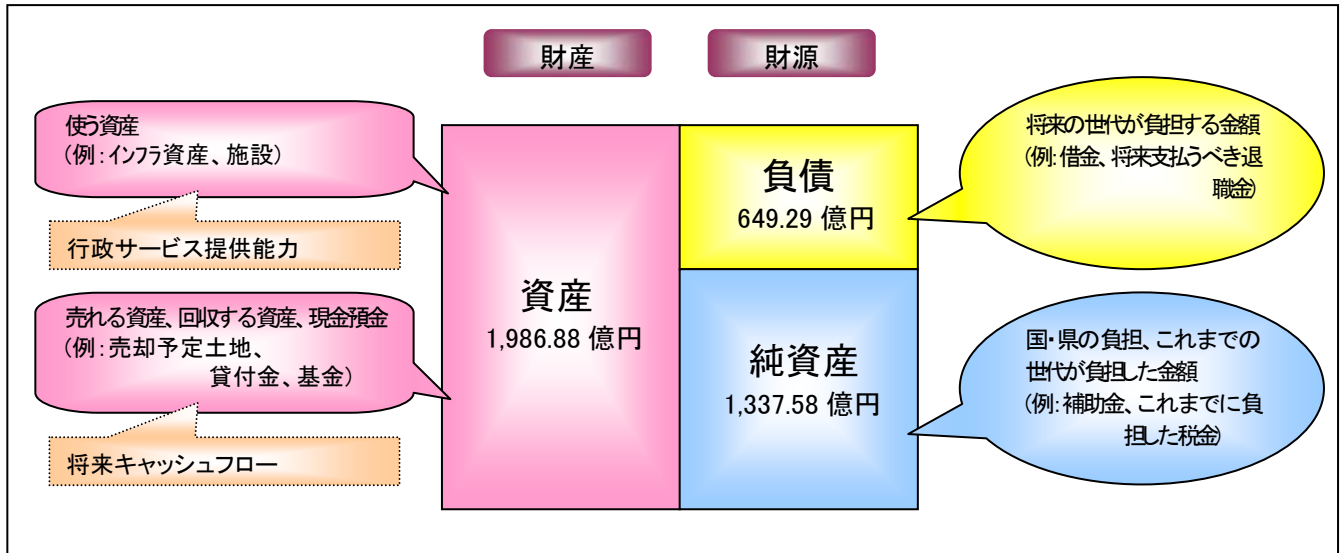 財産
財源
使う資産
(例:インフラ資産、施設)
行政サービス提供能力
売れる資産、回収する資産、現金預金
(例:売却予定土地、
貸付金、基金)
将来キャッシュフロー
資産
1,986.88 億円
負債
649.29 億円
純資産
1,337.58 億円
将来の世代が負担する金額
(例:借金、将来支払うべき退
職金)
国・県の負担、これまでの
世代が負担した金額
(例:補助金、これまでに負
担した税金)